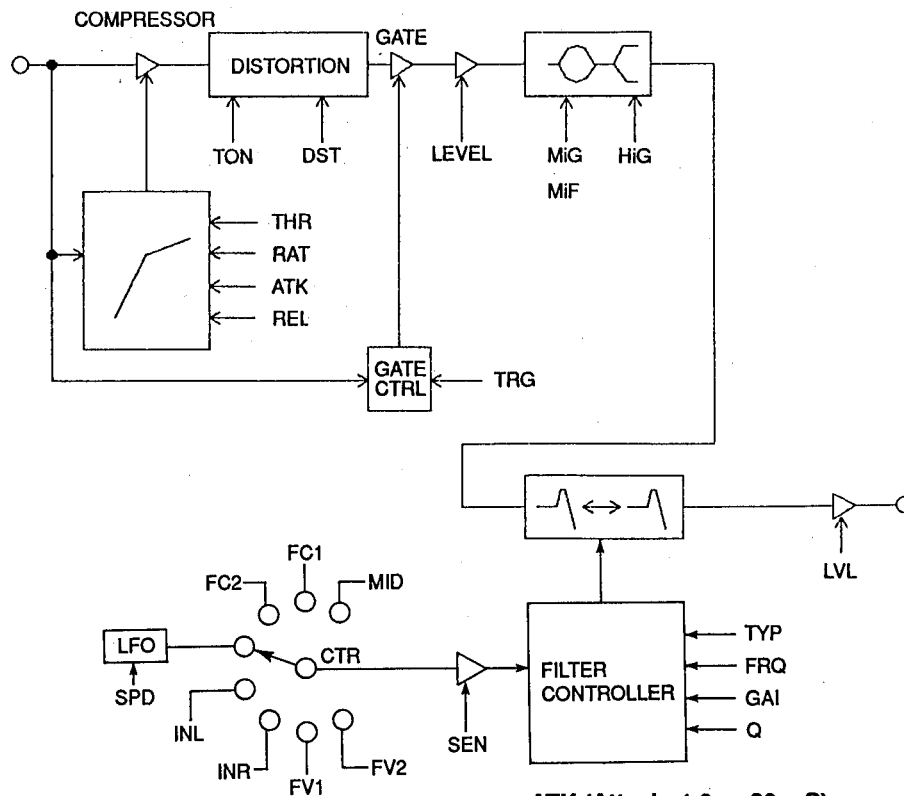 COMPRESSOR
GATE
DISTORTION
TON
DST
LEVEL
MiG
HiG
MiF
THR
RAT
ATK
REL
GATE
CTRL
TRG
LVL
FC1
FC2
MID
LFO
CTR
SPD
INL
INR
FV1
FV2
SEN
FILTER
CONTROLLER
TYP
FRQ
GAI
Q